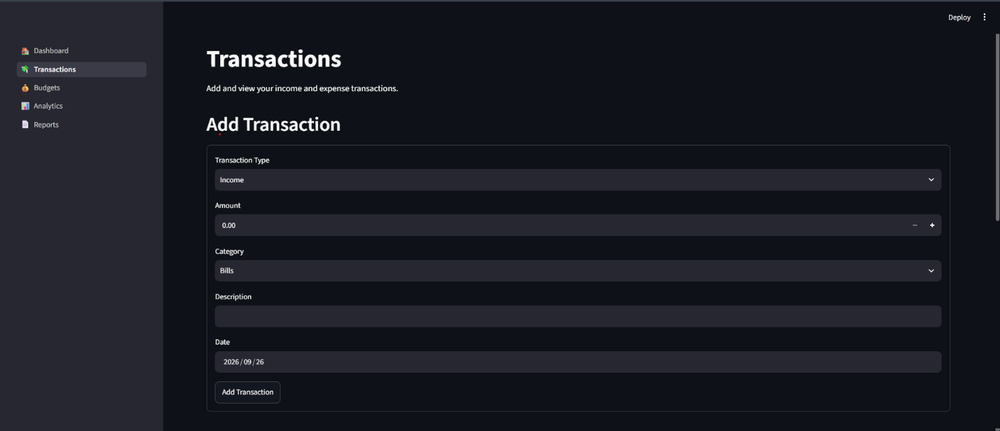 Deploy
Dashboard
Transactions
Budgets
Analytics
Reports
Transactions
Add and view your income and expense transactions.
Add Transaction
Transaction Type
Income
Amount
0.00
Category
Bills
Description
Date
2026/09/26
Add Transaction